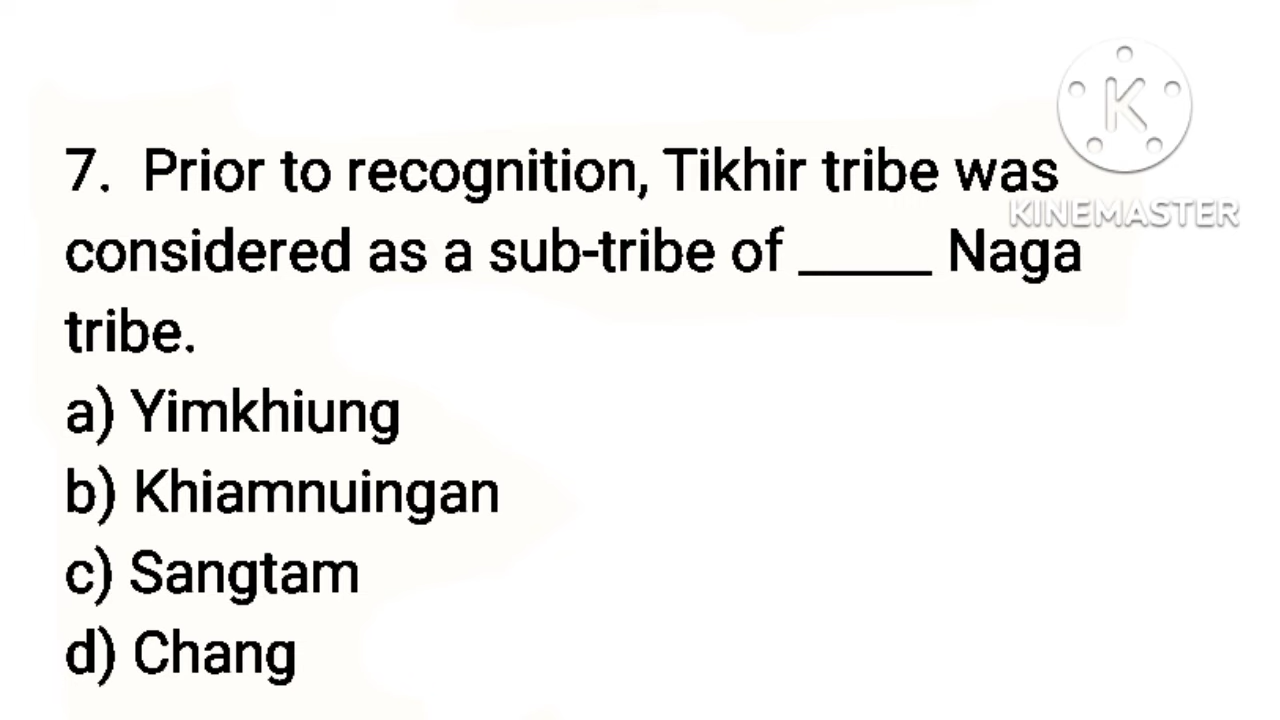 7. Prior to recognition, Tikhir tribe was
KINEMASTER
considered as a sub-tribe of _____ Naga
tribe.
a) Yimkhiung
b) Khiamnuingan
c) Sangtam
d) Chang